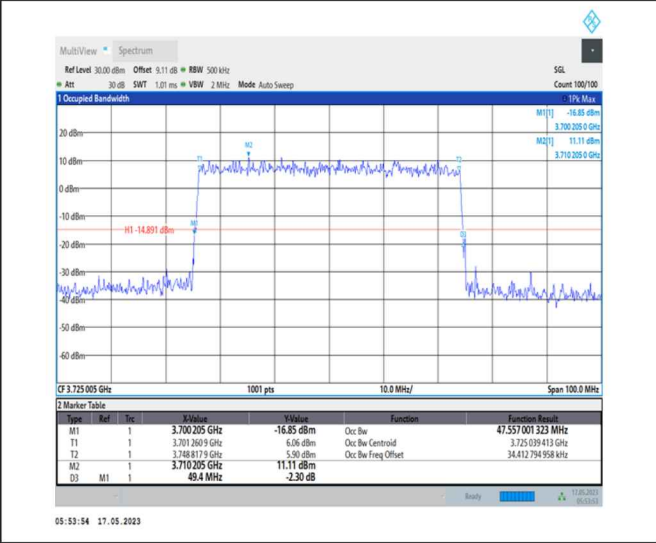 MultiView Spectrum
Ref Level 30.00 dBm Offset 9.11 dB RBW 500 kHz SGL
Att 30 dB SWT 1.01 ms VBW 2 MHz Mode Auto Sweep Count 100/100
1 Occupied Bandwidth 1Pk Max
M1[1] -16.85 dBm
3.700 205 0 GHz
M2[1] 11.11 dBm
3.710 205 0 GHz
20 dBm
M2
T1
10 dBm
0 dBm
-10 dBm
M1
H1 -14.891 dBm
D3
-20 dBm
-30 dBm
-40 dBm
-50 dBm
-60 dBm
CF 3.725 005 GHz 1001 pts 10.0 MHz/ Span 100.0 MHz
2 Marker Table
Type Ref Trc X-Value Y-Value Function Function Result
M1 1 3.700 205 GHz -16.85 dBm Occ Bw 47.557 001 323 MHz
T1 1 3.701 260 9 GHz 6.06 dBm Occ Bw Centroid 3.725 039 413 GHz
T2 1 3.748 817 9 GHz 5.90 dBm Occ Bw Freq Offset 34.412 794 958 kHz
M2 1 3.710 205 GHz 11.11 dBm
D3 M1 1 49.4 MHz -2.30 dB
Ready 17.05.2023
05:53:53
05:53:54 17.05.2023